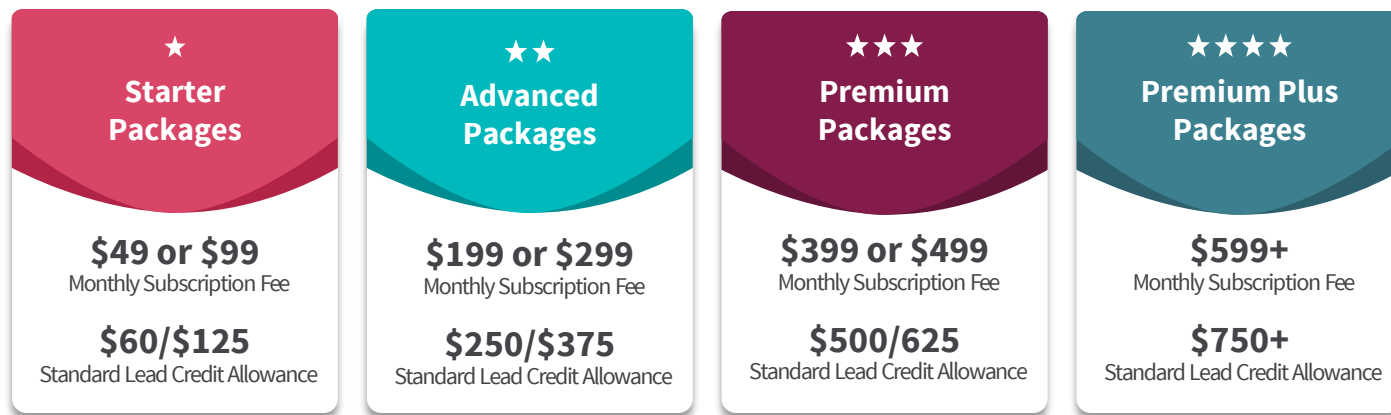 Starter
Packages
$49 or $99
Monthly Subscription Fee
$60/$125
Standard Lead Credit Allowance
Advanced
Packages
$199 or $299
Monthly Subscription Fee
$250/$375
Standard Lead Credit Allowance
Premium
Packages
$399 or $499
Monthly Subscription Fee
$500/625
Standard Lead Credit Allowance
Premium Plus
Packages
$599+
Monthly Subscription Fee
$750+
Standard Lead Credit Allowance